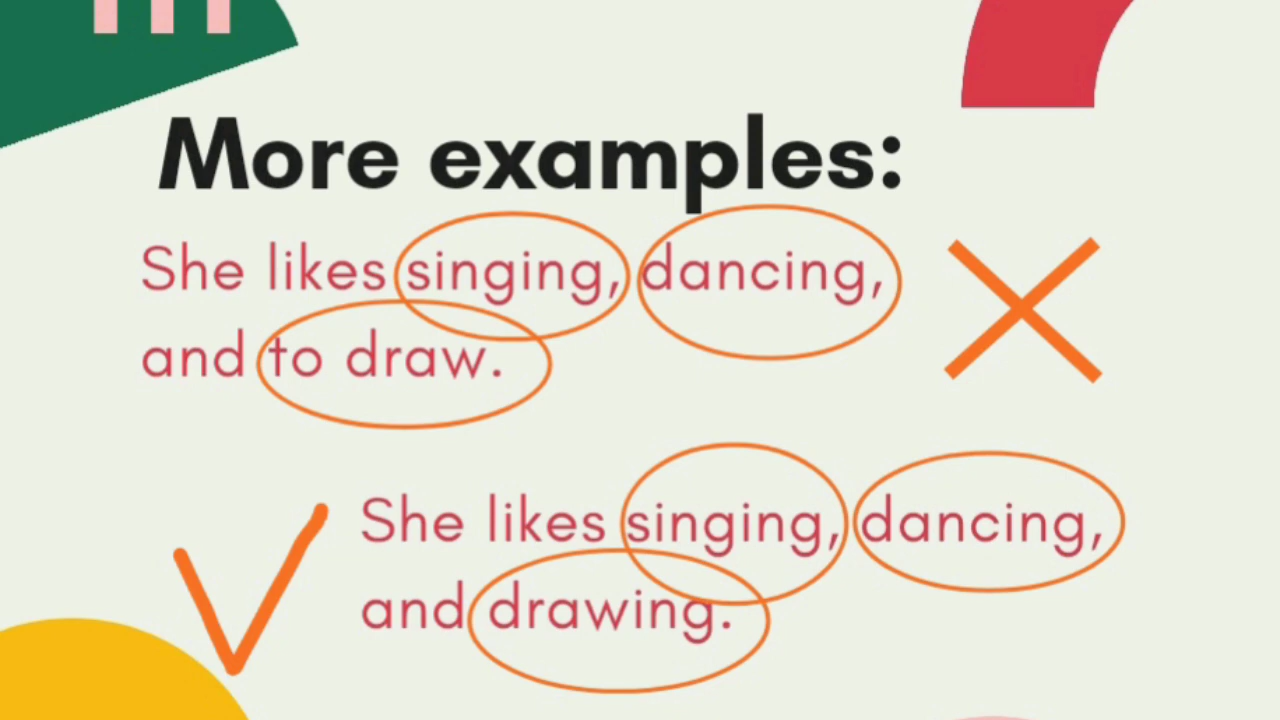 More examples:
She likes singing, dancing,
and to draw.
She likes singing, dancing,
and drawing.